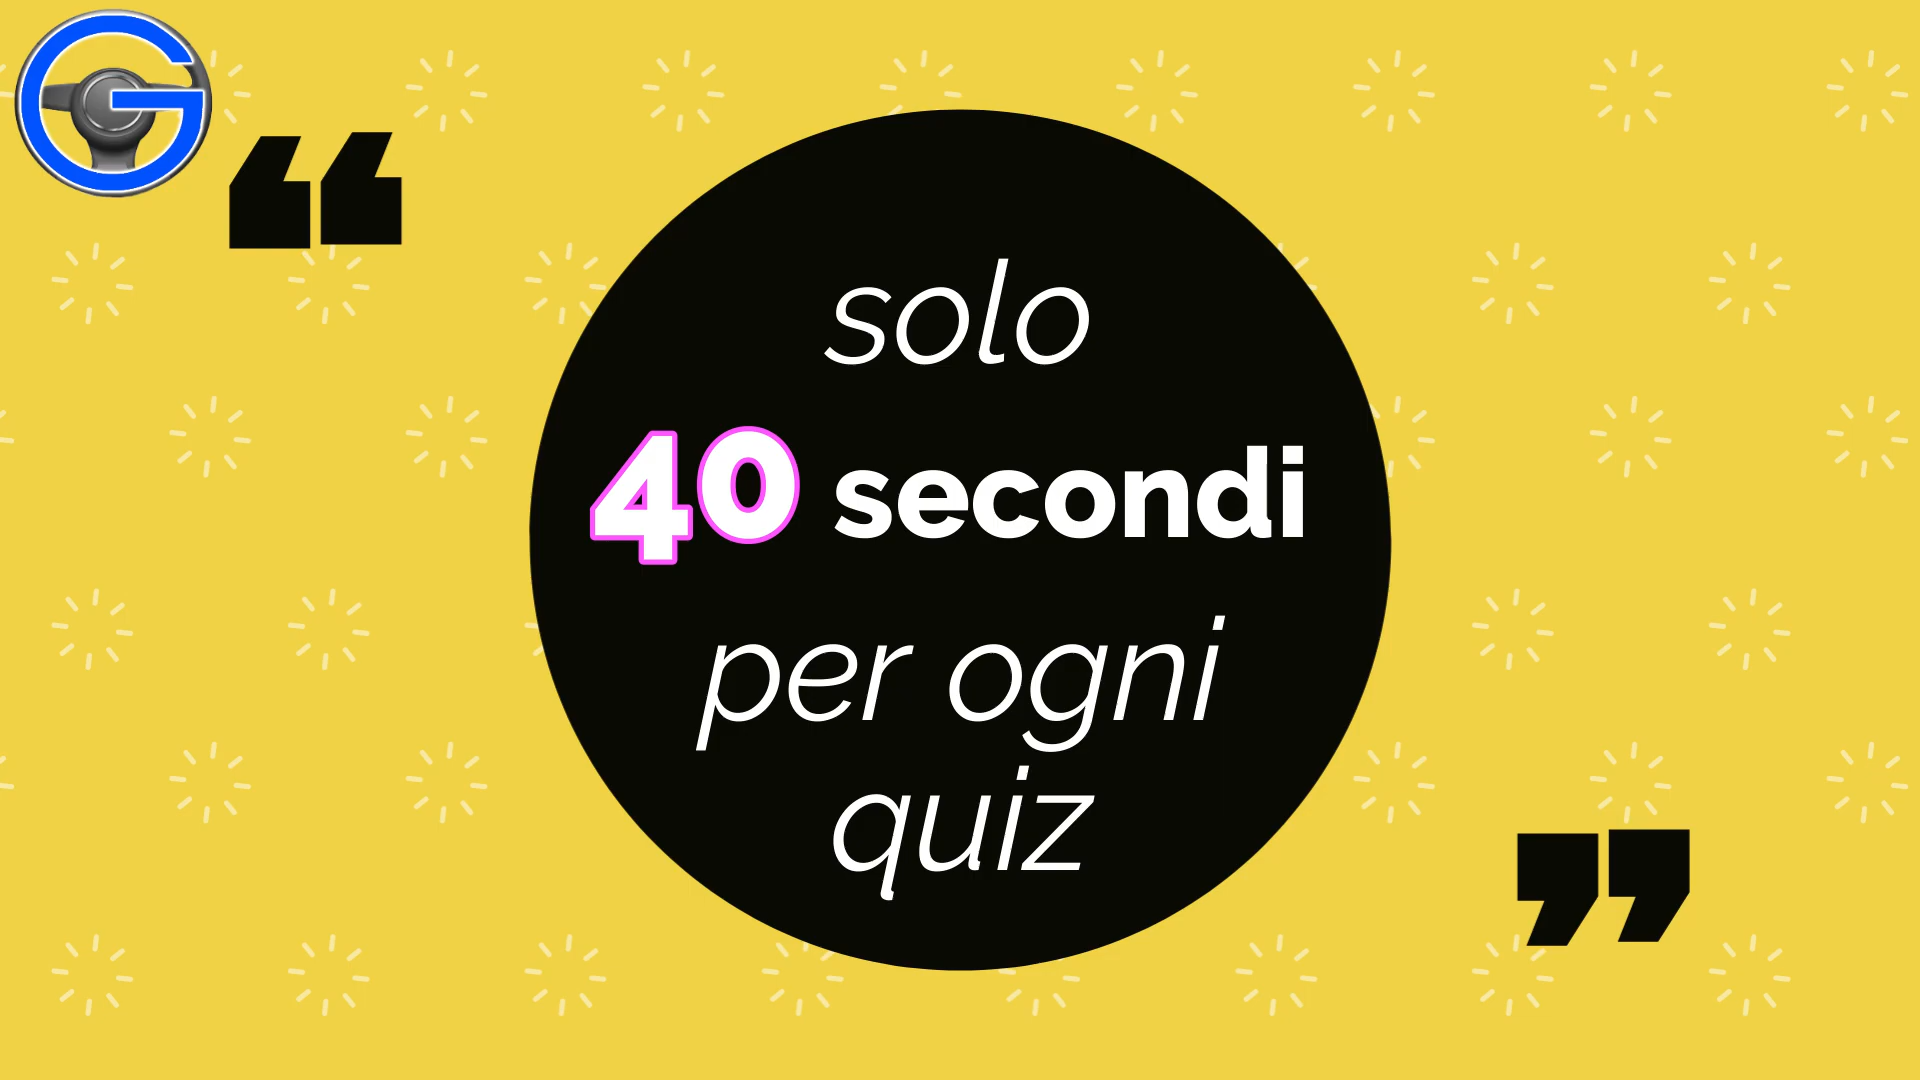 G
“
solo
40 secondi
per ogni
quiz
”